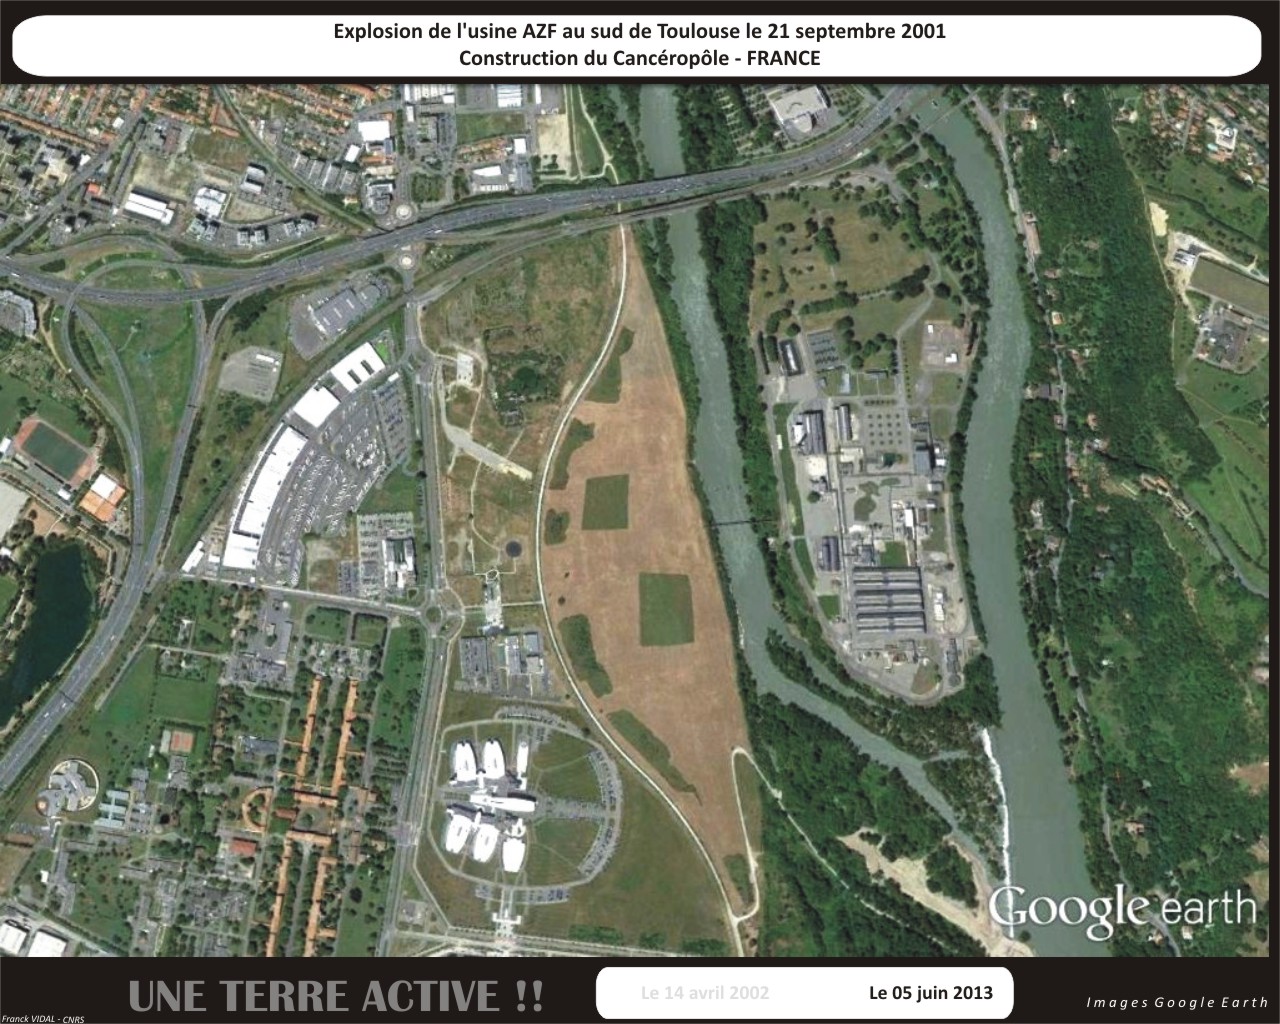 Explosion de l'usine AZF au sud de Toulouse le 21 septembre 2001
Construction du Cancéropôle - FRANCE
Google earth
UNE TERRE ACTIVE !!
Le 14 avril 2002
Le 05 juin 2013
Images Google Earth
Franck VIDAL - CNRS